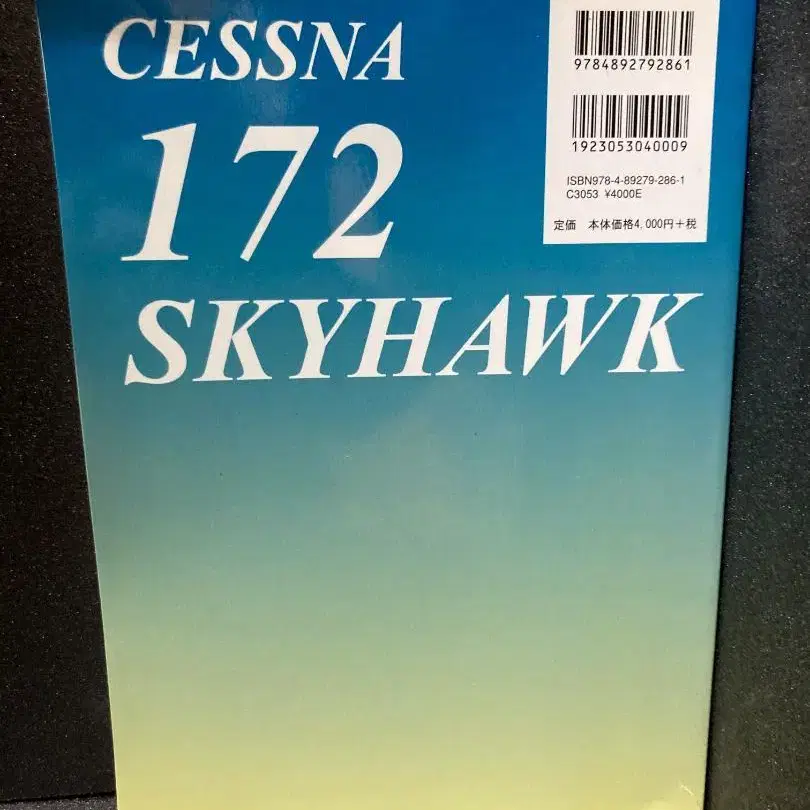 CESSNA
172
SKYHAWK
9784892792861
1923053040009
ISBN978-4-89279-286-1
C3053 ¥4000E
定価 本体価格4,000円+税